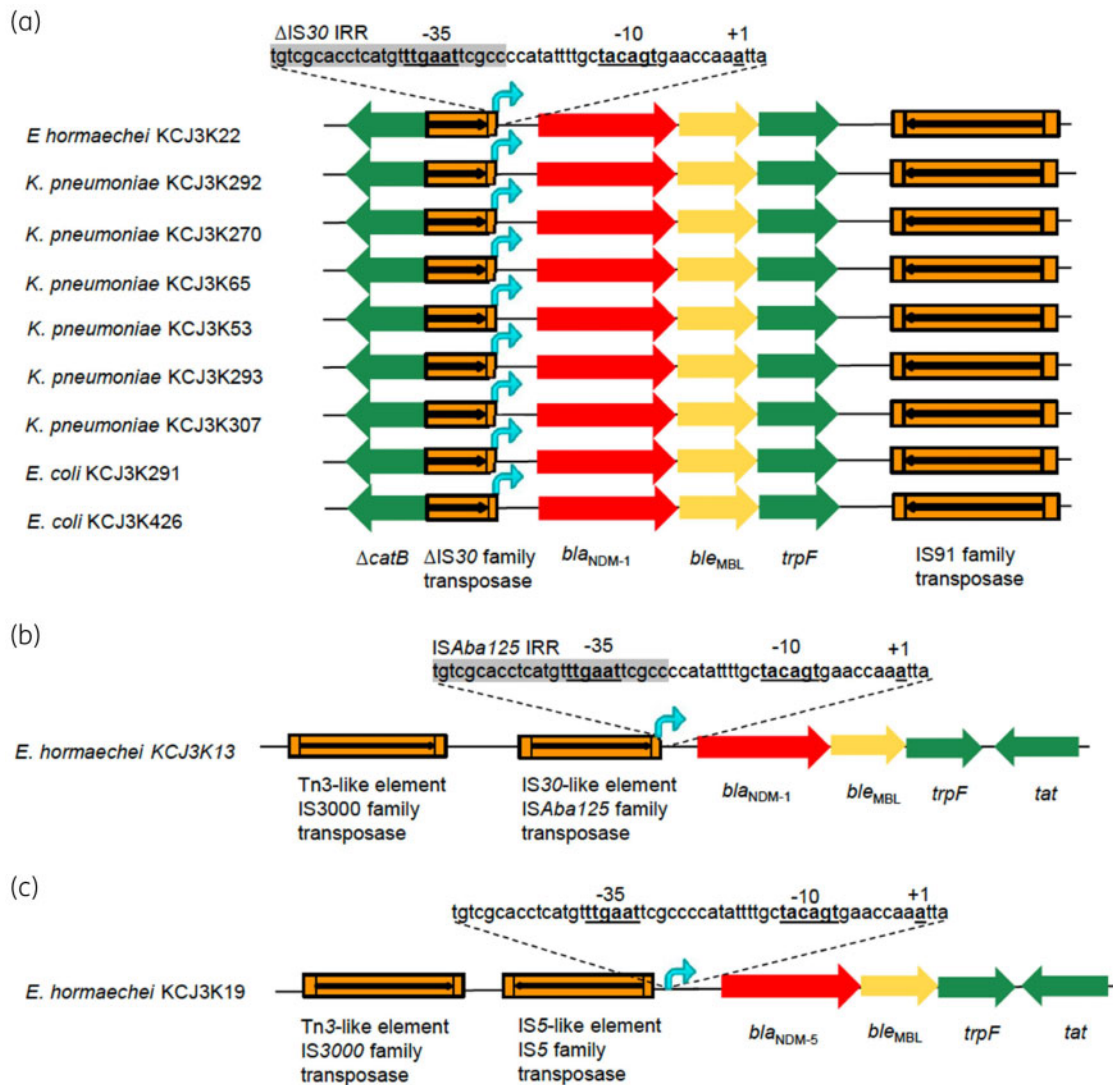 (a)
ΔIS30 IRR -35 -10 +1
tgtcgcacctcatgtttgaattcgccccatattttgctacagtgaaccaaatta
E hormaechei KCJ3K22
K. pneumoniae KCJ3K292
K. pneumoniae KCJ3K270
K. pneumoniae KCJ3K65
K. pneumoniae KCJ3K53
K. pneumoniae KCJ3K293
K. pneumoniae KCJ3K307
E. coli KCJ3K291
E. coli KCJ3K426
ΔcatB ΔIS30 family blaNDM-1 bleMBL trpF IS91 family
transposase transposase
(b)
ISAba125 IRR -35 -10 +1
tgtcgcacctcatgtttgaattcgccccatattttgctacagtgaaccaaatta
E. hormaechei KCJ3K13
Tn3-like element IS30-like element blaNDM-1 bleMBL trpF tat
IS3000 family ISAba125 family
transposase transposase
(c)
-35 -10 +1
tgtcgcacctcatgtttgaattcgccccatattttgctacagtgaaccaaatta
E. hormaechei KCJ3K19
Tn3-like element IS5-like element blaNDM-5 bleMBL trpF tat
IS3000 family IS5 family
transposase transposase